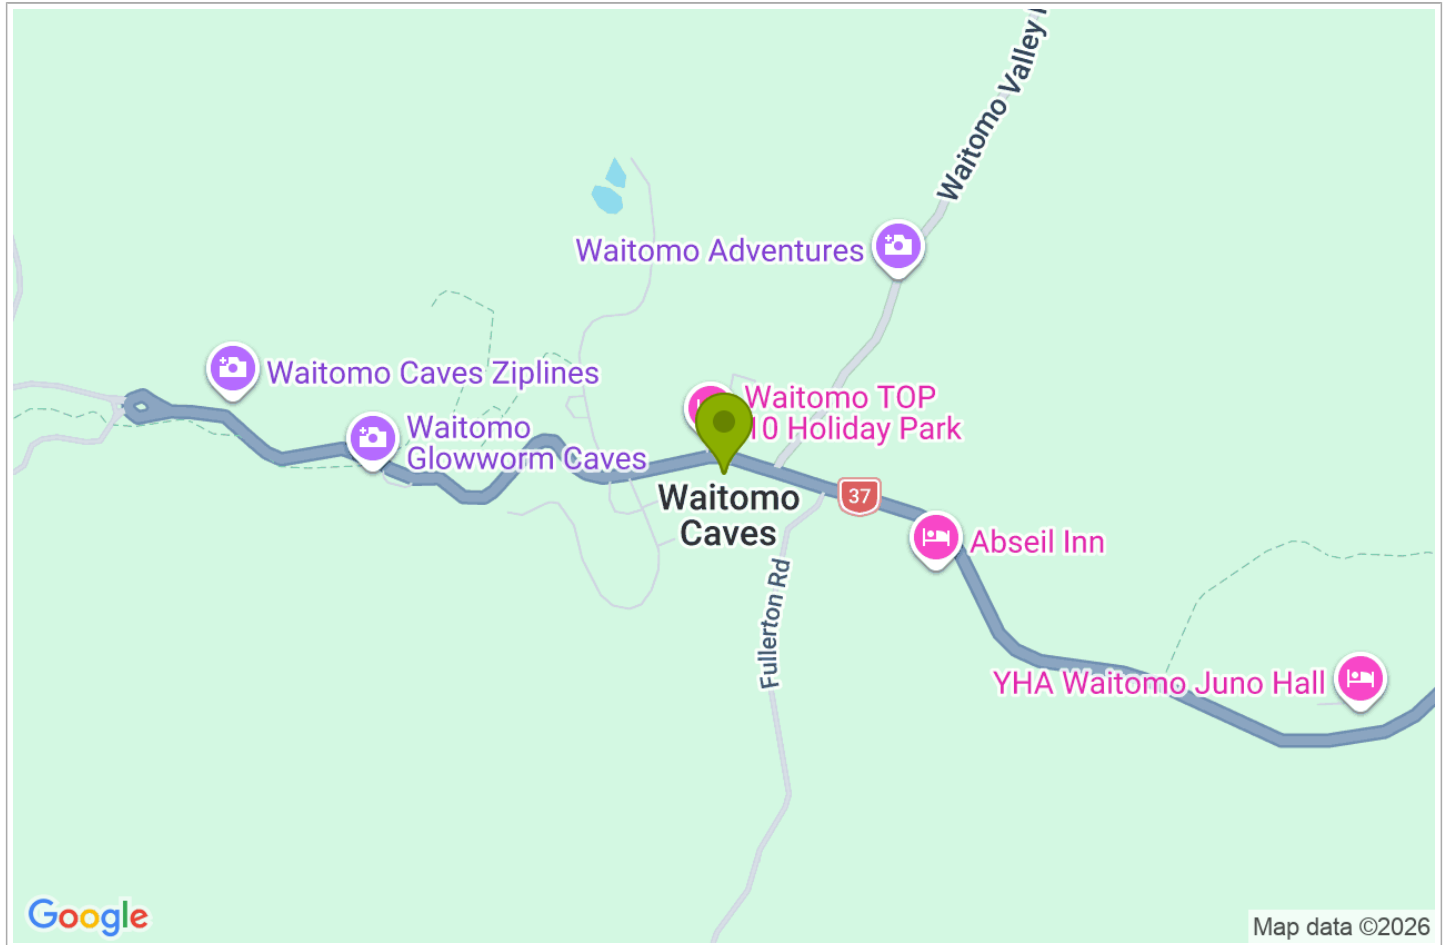 Waitomo Valley
Waitomo Adventures
Waitomo Caves Ziplines
Waitomo TOP
10 Holiday Park
Waitomo
Glowworm Caves
Waitomo
Caves
37
Abseil Inn
Fullerton Rd
YHA Waitomo Juno Hall
Google
Map data ©2026